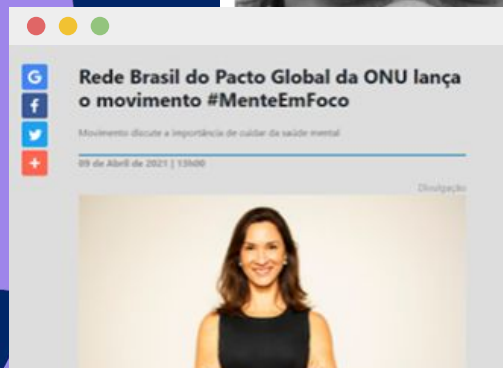 Rede Brasil do Pacto Global da ONU lança
o movimento #MenteEmFoco
Movimento discute a importância de cuidar da saúde mental
09 de Abril de 2021 | 13h00
Divulgação
G
f
+